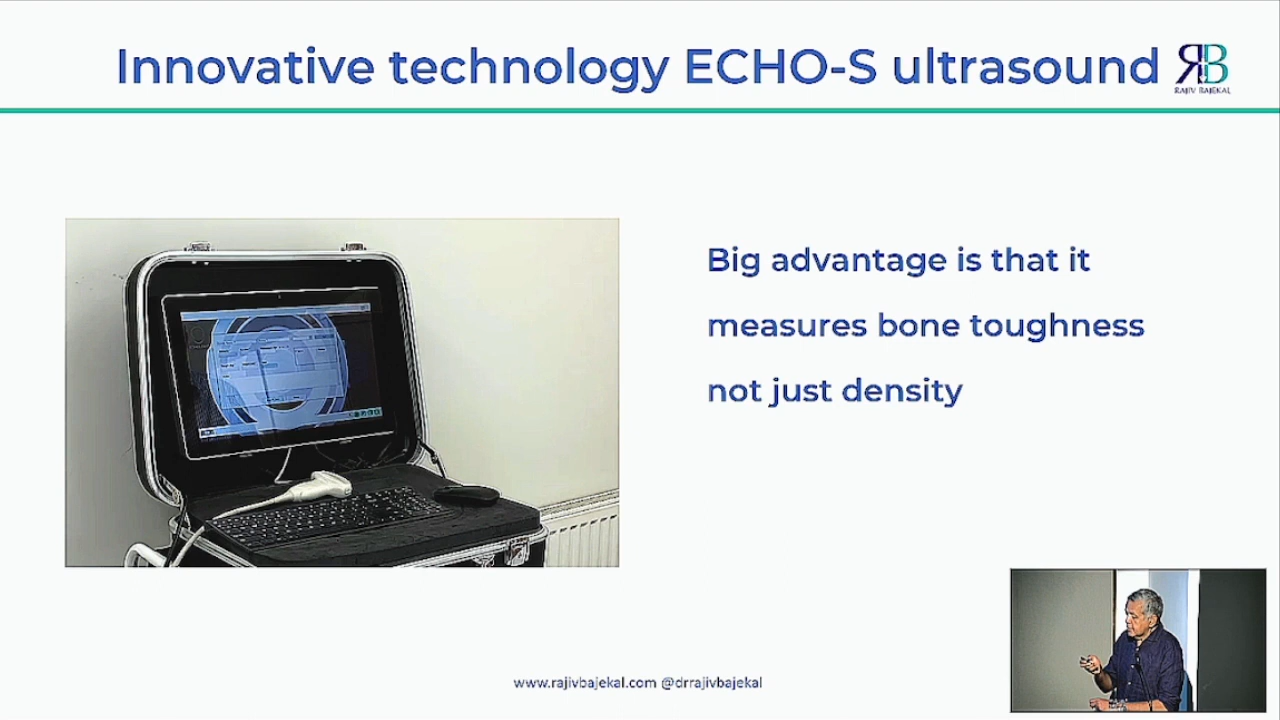 Innovative technology ECHO-S ultrasound
RB
RAJIV BAJEKAL
Big advantage is that it
measures bone toughness
not just density
www.rajivbajekal.com @drrajivbajekal